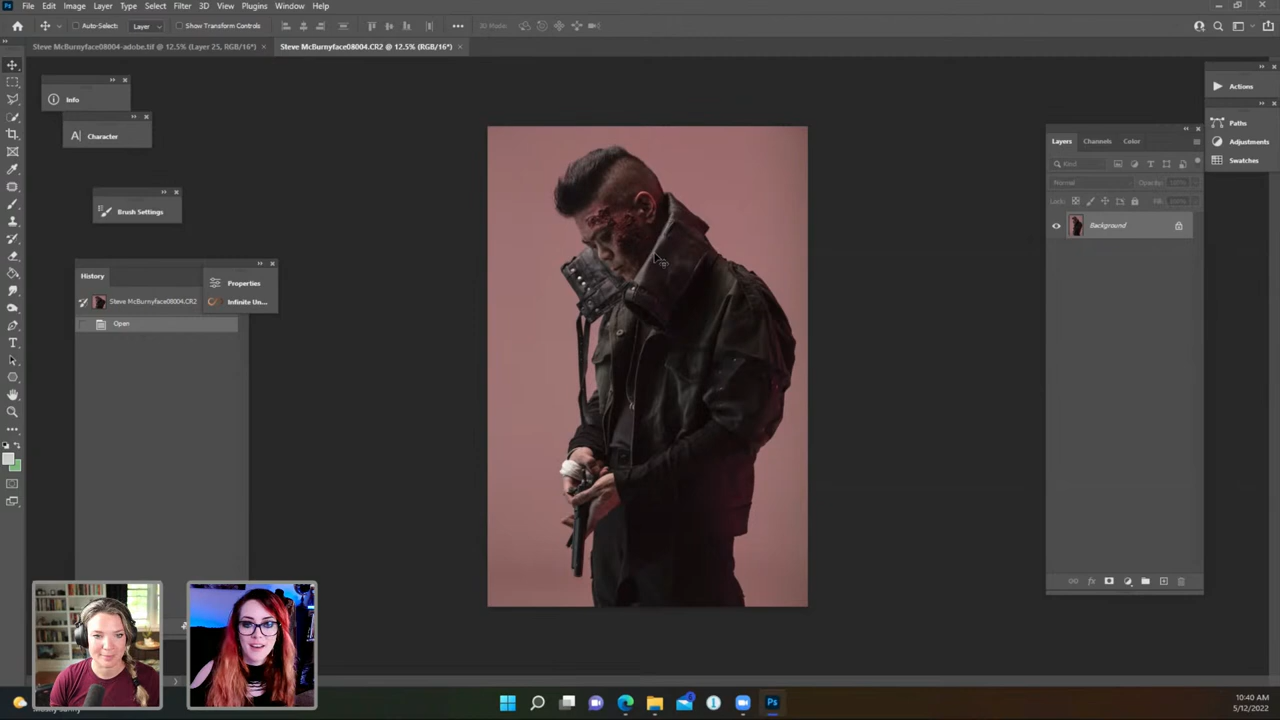 Ps File Edit Image Layer Type Select Filter 3D View Plugins Window Help
Auto-Select: Layer Show Transform Controls 3D Mode:
Steve McBurnyface08004-adobe.tif @ 12.5% (Layer 25, RGB/16*) × Steve McBurnyface08004.CR2 @ 12.5% (RGB/16*) ×
Info
Character
Brush Settings
History
Steve McBurnyface08004.CR2
Open
Properties
Infinite Un...
Layers Channels Color
Kind
Normal Opacity:
Lock: Fill:
Background
Actions
Paths
Adjustments
Swatches
Ps
10:40 AM
5/12/2022